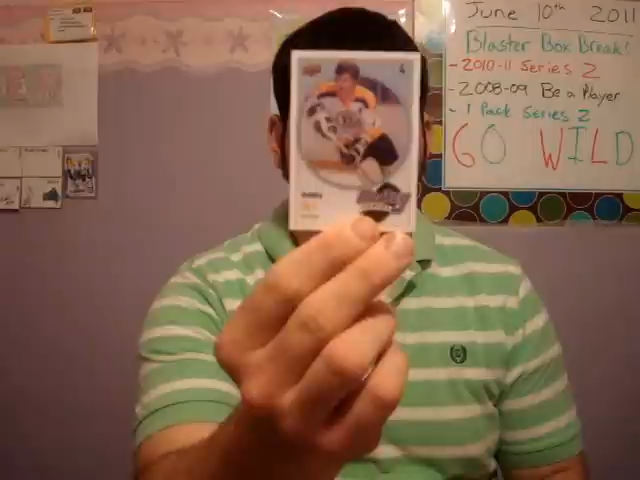 June 10th 2011
Blaster Box Break!
- 2010-11 Series 2
- 2008-09 Be a Player
- 1 Pack Series 2
GO WILD
4